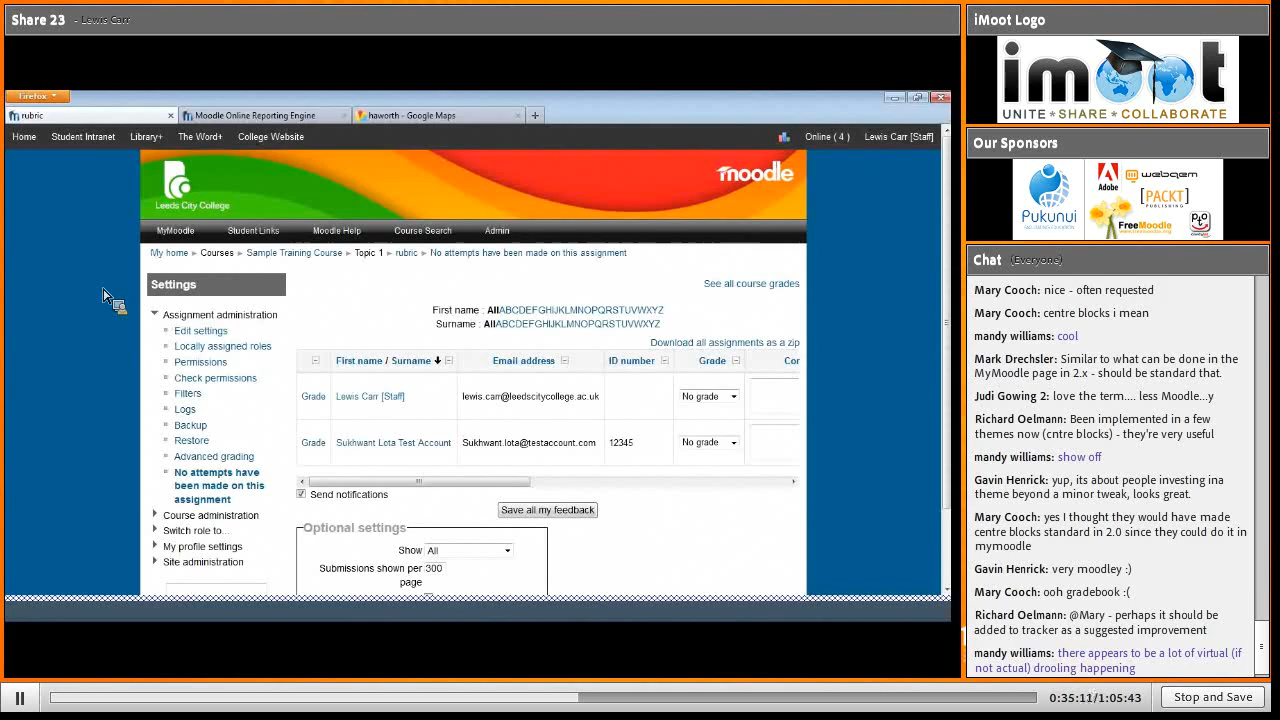 Share 23 - Lewis Carr
Firefox
rubric
Moodle Online Reporting Engine
haworth - Google Maps
Home Student Intranet Library+ The Word+ College Website
Online ( 4 ) Lewis Carr [Staff]
Leeds City College
moodle
MyMoodle Student Links Moodle Help Course Search Admin
My home ► Courses ► Sample Training Course ► Topic 1 ► rubric ► No attempts have been made on this assignment
Settings
Assignment administration
Edit settings
Locally assigned roles
Permissions
Check permissions
Filters
Logs
Backup
Restore
Advanced grading
No attempts have
been made on this
assignment
Course administration
Switch role to...
My profile settings
Site administration
See all course grades
First name : AllABCDEFGHIJKLMNOPQRSTUVWXYZ
Surname : AllABCDEFGHIJKLMNOPQRSTUVWXYZ
Download all assignments as a zip
First name / Surname Email address ID number Grade Cor
Grade Lewis Carr [Staff] lewis.carr@leedscitycollege.ac.uk No grade
Grade Sukhwant Lota Test Account Sukhwant.lota@testaccount.com 12345 No grade
Send notifications
Save all my feedback
Optional settings
Show All
Submissions shown per 300
page
iMoot Logo
imoot
UNITE*SHARE*COLLABORATE
Our Sponsors
Pukunui
Adobe
webqem
[PACKT]
PUBLISHING
FreeMoodle
Chat (Everyone)
Mary Cooch: nice - often requested
Mary Cooch: centre blocks i mean
mandy williams: cool
Mark Drechsler: Similar to what can be done in the
MyMoodle page in 2.x - should be standard that.
Judi Gowing 2: love the term.... less Moodle...y
Richard Oelmann: Been implemented in a few
themes now (cntre blocks) - they're very useful
mandy williams: show off
Gavin Henrick: yup, its about people investing ina
theme beyond a minor tweak, looks great.
Mary Cooch: yes I thought they would have made
centre blocks standard in 2.0 since they could do it in
mymoodle
Gavin Henrick: very moodley :)
Mary Cooch: ooh gradebook :(
Richard Oelmann: @Mary - perhaps it should be
added to tracker as a suggested improvement
mandy williams: there appears to be a lot of virtual (if
not actual) drooling happening
0:35:11/1:05:43
Stop and Save